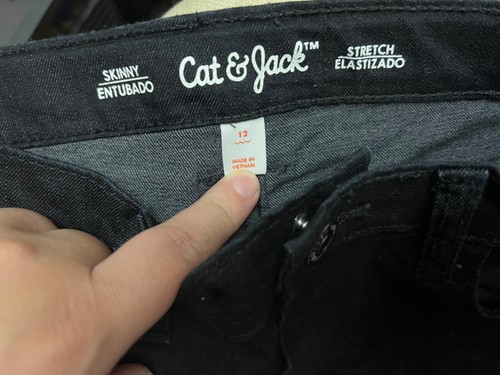 SKINNY
ENTUBADO
Cat & Jack™
STRETCH
ELASTIZADO
12
MADE IN
VIETNAM